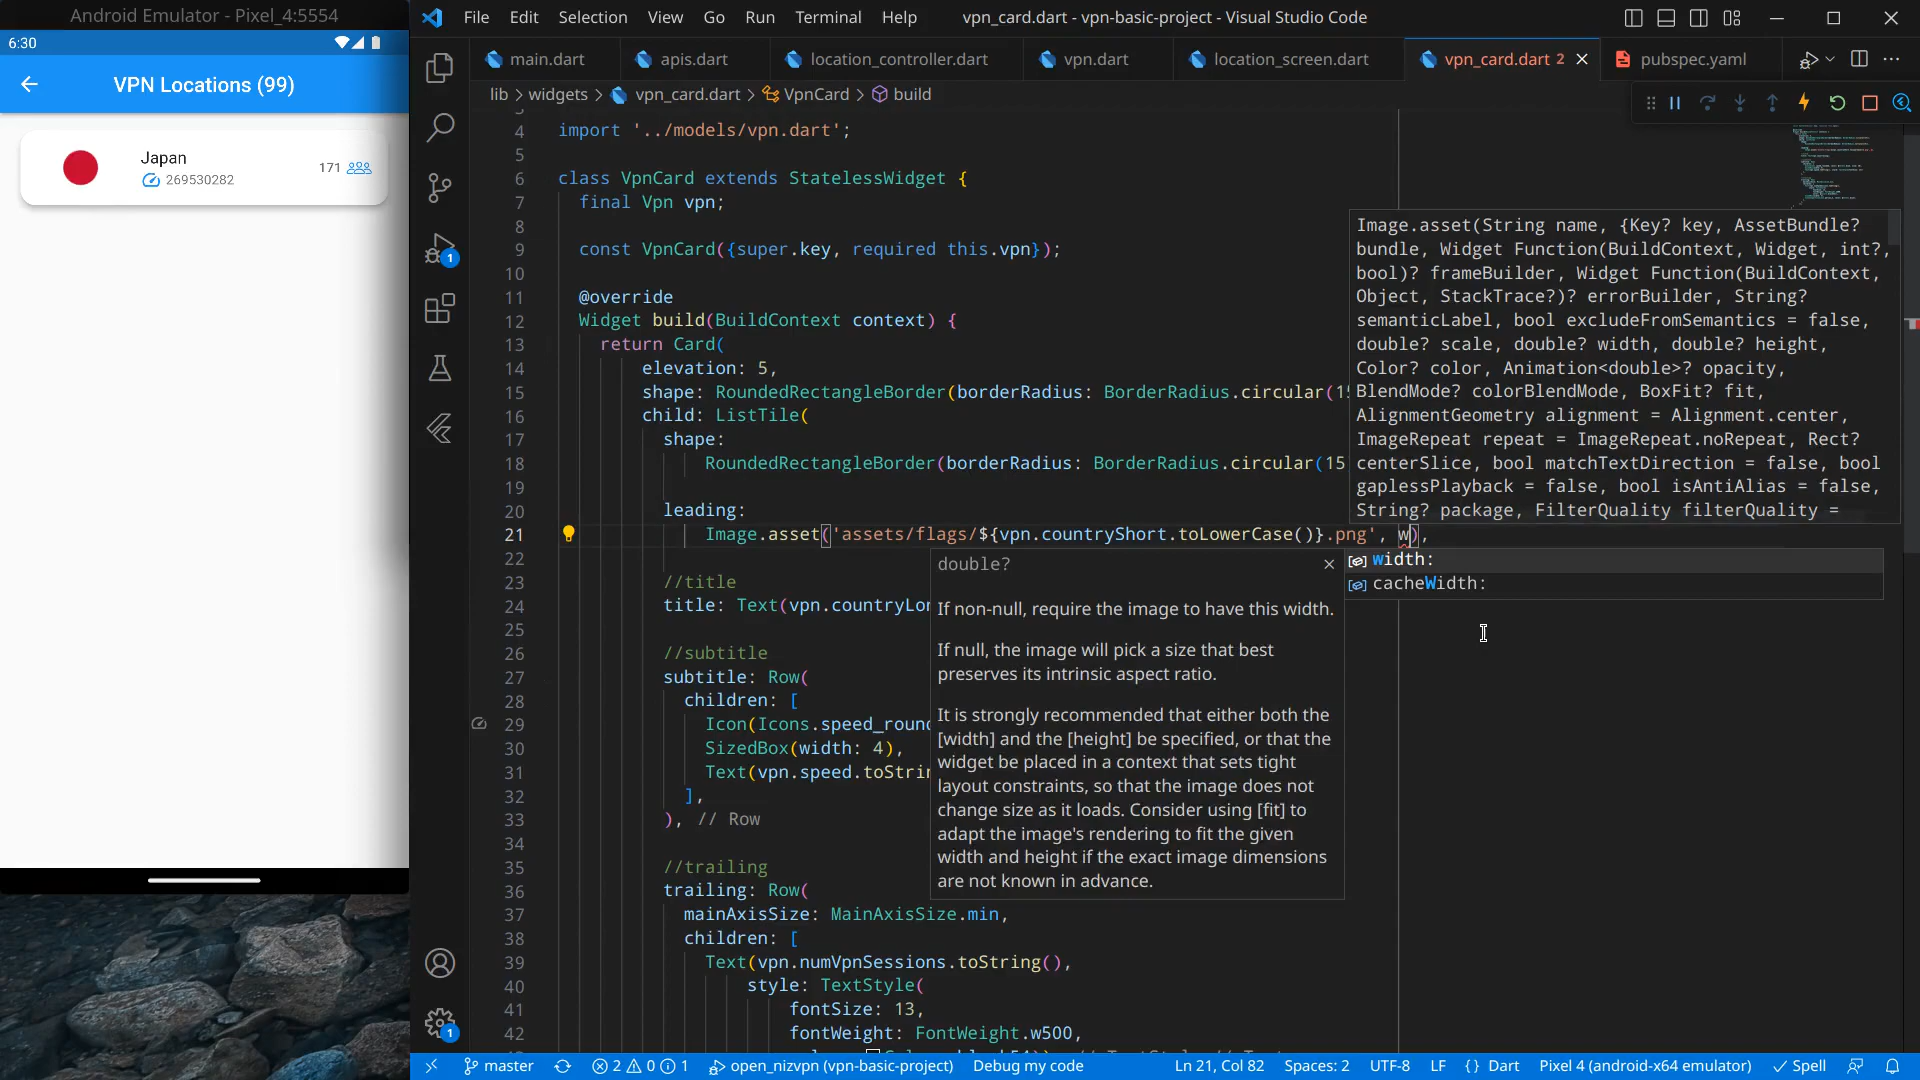 Android Emulator - Pixel_4:5554
6:30
VPN Locations (99)
Japan
269530282
171
File Edit Selection View Go Run Terminal Help
vpn_card.dart - vpn-basic-project - Visual Studio Code
main.dart
apis.dart
location_controller.dart
vpn.dart
location_screen.dart
vpn_card.dart 2
pubspec.yaml
lib > widgets > vpn_card.dart > VpnCard > build
4 import '../models/vpn.dart';
5
6 class VpnCard extends StatelessWidget {
7 final Vpn vpn;
8
9 const VpnCard({super.key, required this.vpn});
10
11 @override
12 Widget build(BuildContext context) {
13 return Card(
14 elevation: 5,
15 shape: RoundedRectangleBorder(borderRadius: BorderRadius.circular(15
16 child: ListTile(
17 shape:
18 RoundedRectangleBorder(borderRadius: BorderRadius.circular(15
19
20 leading:
21 Image.asset('assets/flags/${vpn.countryShort.toLowerCase()}.png', w),
22
23 //title
24 title: Text(vpn.countryLon
25
26 //subtitle
27 subtitle: Row(
28 children: [
29 Icon(Icons.speed_round
30 SizedBox(width: 4),
31 Text(vpn.speed.toStrin
32 ],
33 ), // Row
34
35 //trailing
36 trailing: Row(
37 mainAxisSize: MainAxisSize.min,
38 children: [
39 Text(vpn.numVpnSessions.toString(),
40 style: TextStyle(
41 fontSize: 13,
42 fontWeight: FontWeight.w500,
Image.asset(String name, {Key? key, AssetBundle?
bundle, Widget Function(BuildContext, Widget, int?,
bool)? frameBuilder, Widget Function(BuildContext,
Object, StackTrace?)? errorBuilder, String?
semanticLabel, bool excludeFromSemantics = false,
double? scale, double? width, double? height,
Color? color, Animation<double>? opacity,
BlendMode? colorBlendMode, BoxFit? fit,
AlignmentGeometry alignment = Alignment.center,
ImageRepeat repeat = ImageRepeat.noRepeat, Rect?
centerSlice, bool matchTextDirection = false, bool
gaplessPlayback = false, bool isAntiAlias = false,
String? package, FilterQuality filterQuality =
width:
cacheWidth:
double?
If non-null, require the image to have this width.
If null, the image will pick a size that best
preserves its intrinsic aspect ratio.
It is strongly recommended that either both the
[width] and the [height] be specified, or that the
widget be placed in a context that sets tight
layout constraints, so that the image does not
change size as it loads. Consider using [fit] to
adapt the image's rendering to fit the given
width and height if the exact image dimensions
are not known in advance.
1
1
master
2 0 1
open_nizvpn (vpn-basic-project)
Debug my code
Ln 21, Col 82
Spaces: 2
UTF-8
LF
{ } Dart
Pixel 4 (android-x64 emulator)
Spell